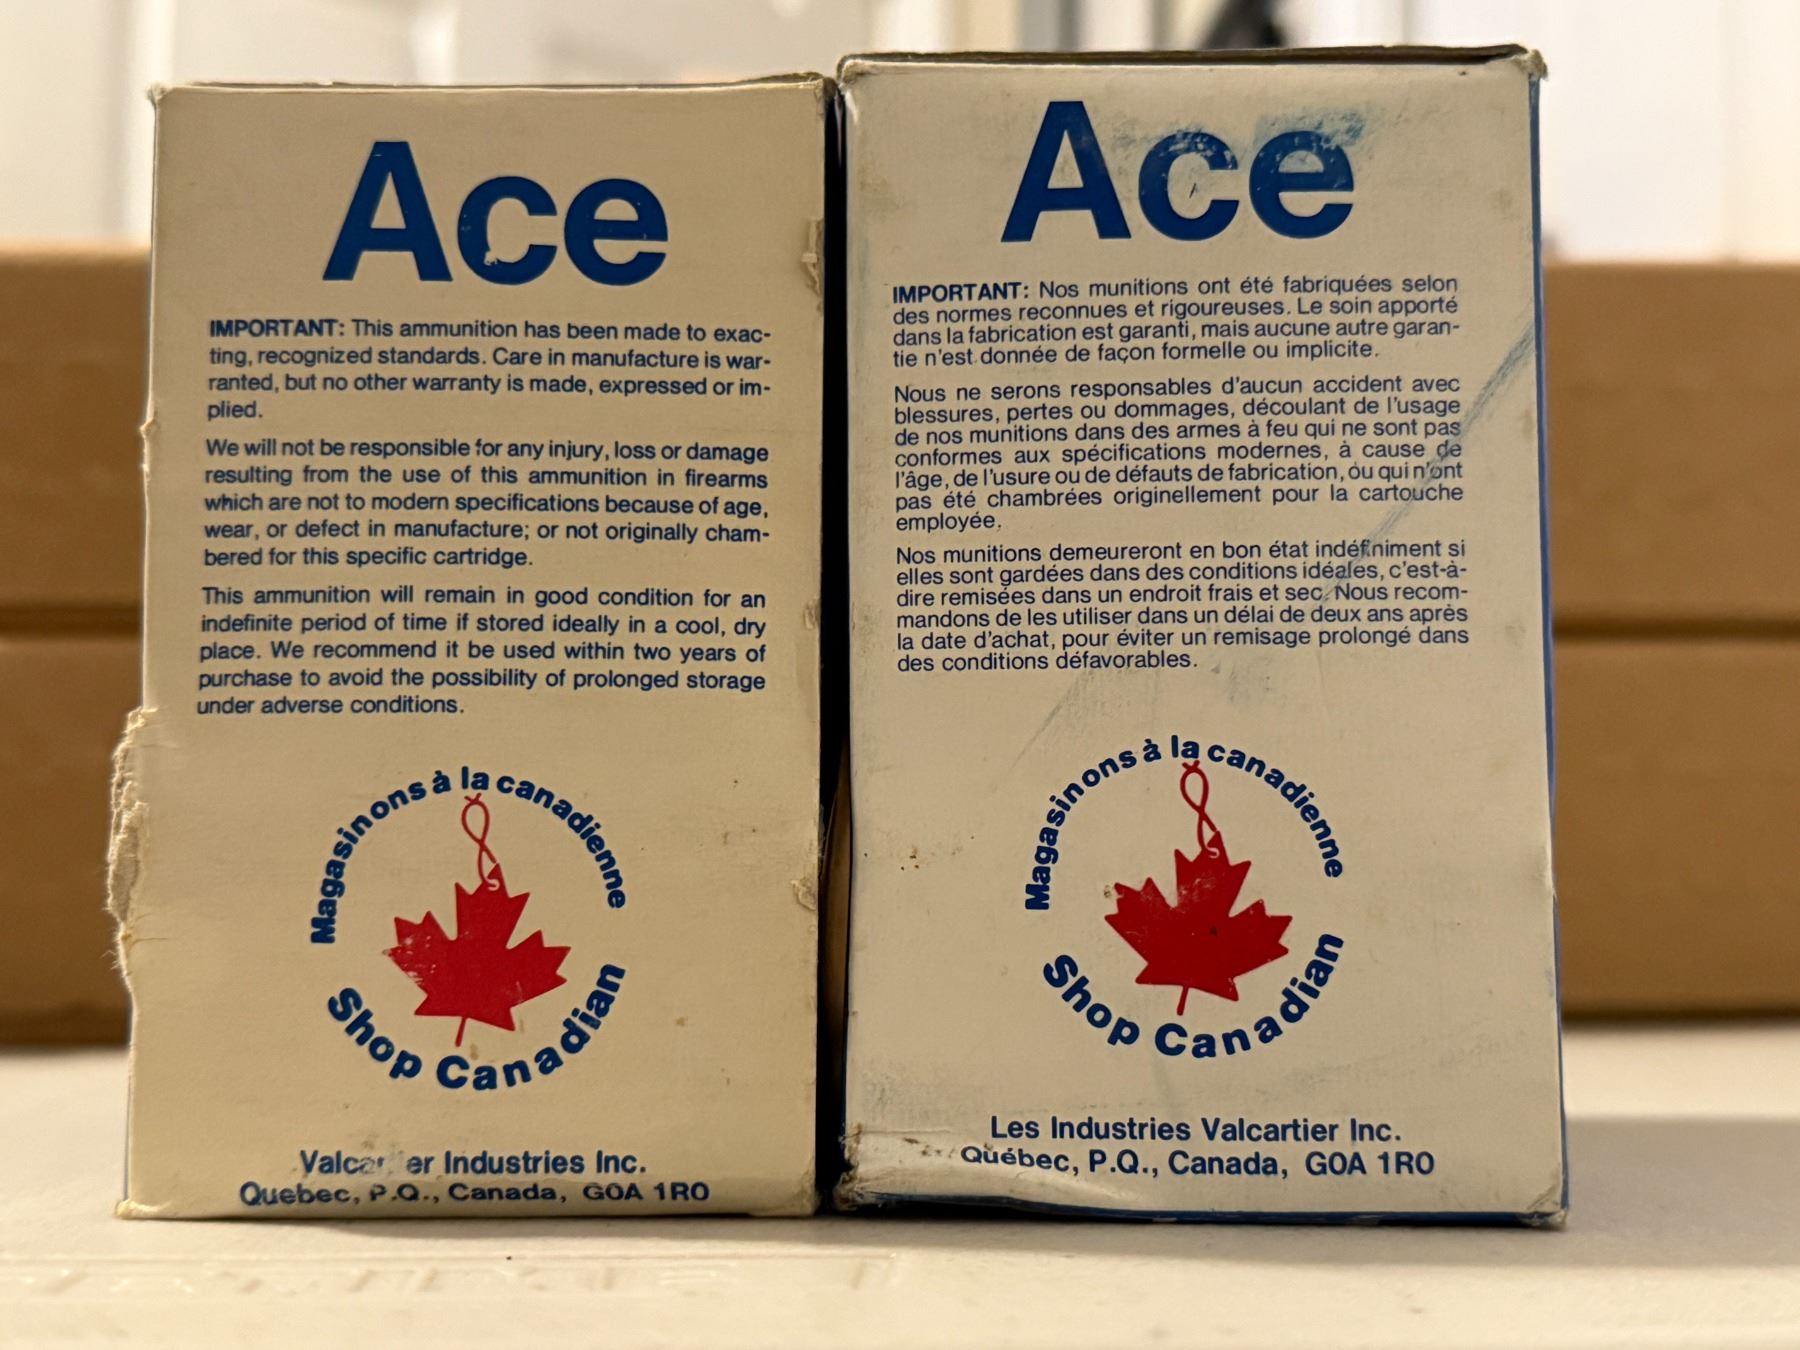 Ace
IMPORTANT: This ammunition has been made to exac-
ting, recognized standards. Care in manufacture is war-
ranted, but no other warranty is made, expressed or im-
plied.
We will not be responsible for any injury, loss or damage
resulting from the use of this ammunition in firearms
which are not to modern specifications because of age,
wear, or defect in manufacture; or not originally cham-
bered for this specific cartridge.
This ammunition will remain in good condition for an
indefinite period of time if stored ideally in a cool, dry
place. We recommend it be used within two years of
purchase to avoid the possibility of prolonged storage
under adverse conditions.
Magasinons à la canadienne
Shop Canadian
Valcartier Industries Inc.
Quebec, P.Q., Canada, GOA 1RO
Ace
IMPORTANT: Nos munitions ont été fabriquées selon
des normes reconnues et rigoureuses. Le soin apporté
dans la fabrication est garanti, mais aucune autre garan-
tie n'est donnée de façon formelle ou implicite.
Nous ne serons responsables d'aucun accident avec
blessures, pertes ou dommages, découlant de l'usage
de nos munitions dans des armes à feu qui ne sont pas
conformes aux spécifications modernes, à cause de
l'âge, de l'usure ou de défauts de fabrication, ou qui n'ont
pas été chambrées originellement pour la cartouche
employée.
Nos munitions demeureront en bon état indéfiniment si
elles sont gardées dans des conditions idéales, c'est-à-
dire remisées dans un endroit frais et sec. Nous recom-
mandons de les utiliser dans un délai de deux ans après
la date d'achat, pour éviter un remisage prolongé dans
des conditions défavorables.
Magasinons à la canadienne
Shop Canadian
Les Industries Valcartier Inc.
Québec, P.Q., Canada, GOA 1RO